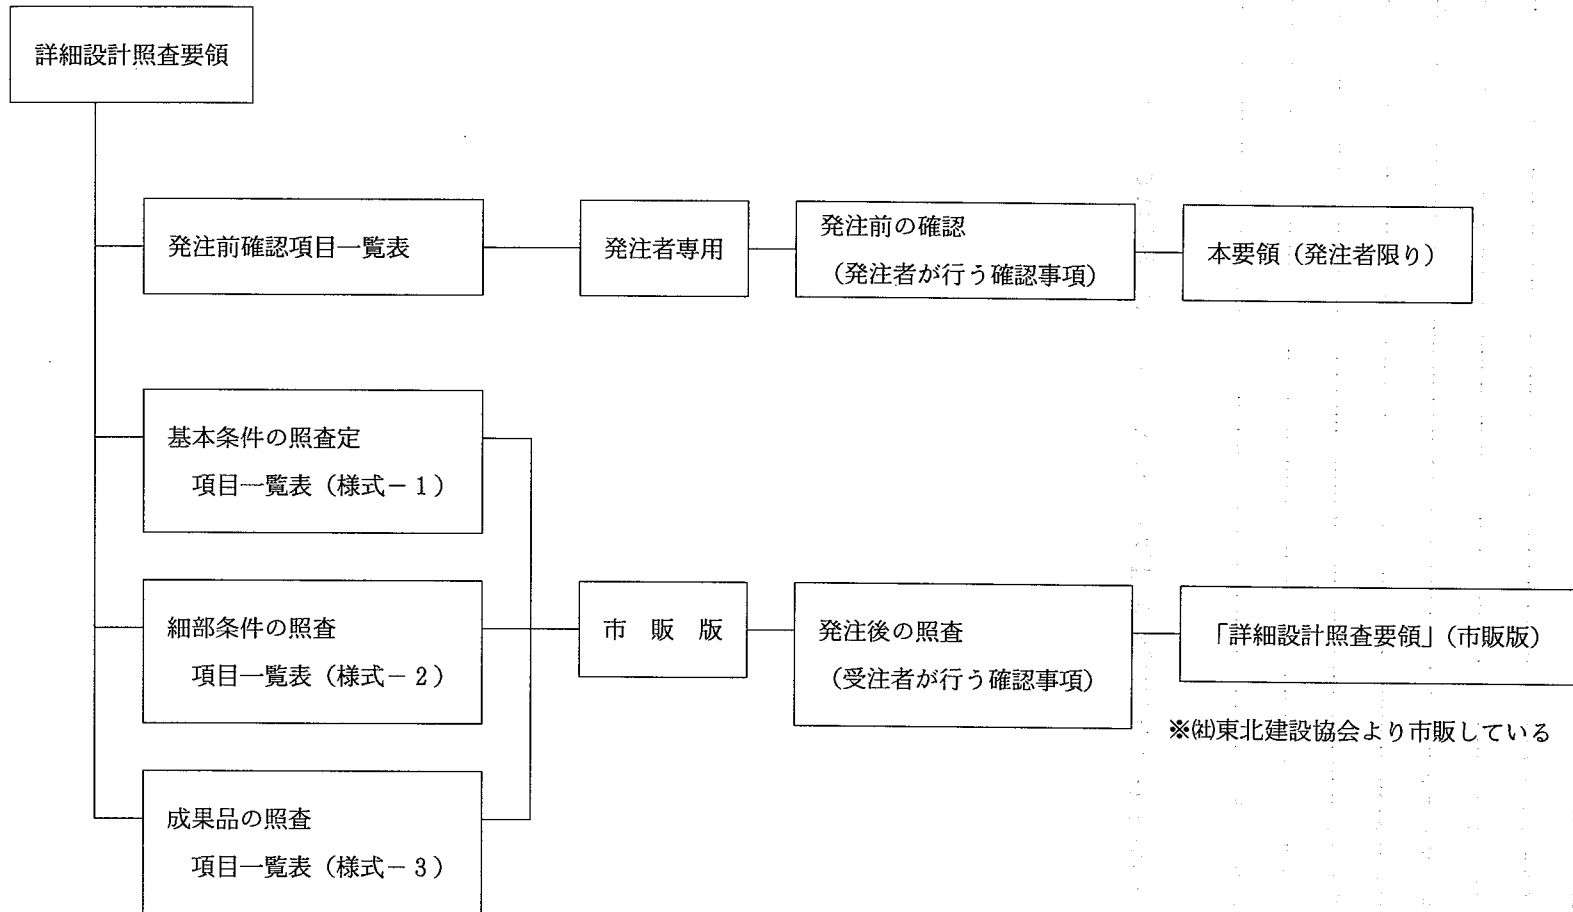 詳細設計照査要領
発注前確認項目一覧表
発注者専用
発注前の確認
（発注者が行う確認事項）
本要領（発注者限り）
基本条件の照査定
項目一覧表（様式－1）
細部条件の照査
項目一覧表（様式－2）
市　販　版
発注後の照査
（受注者が行う確認事項）
「詳細設計照査要領」（市販版）
※㈳東北建設協会より市販している
成果品の照査
項目一覧表（様式－3）